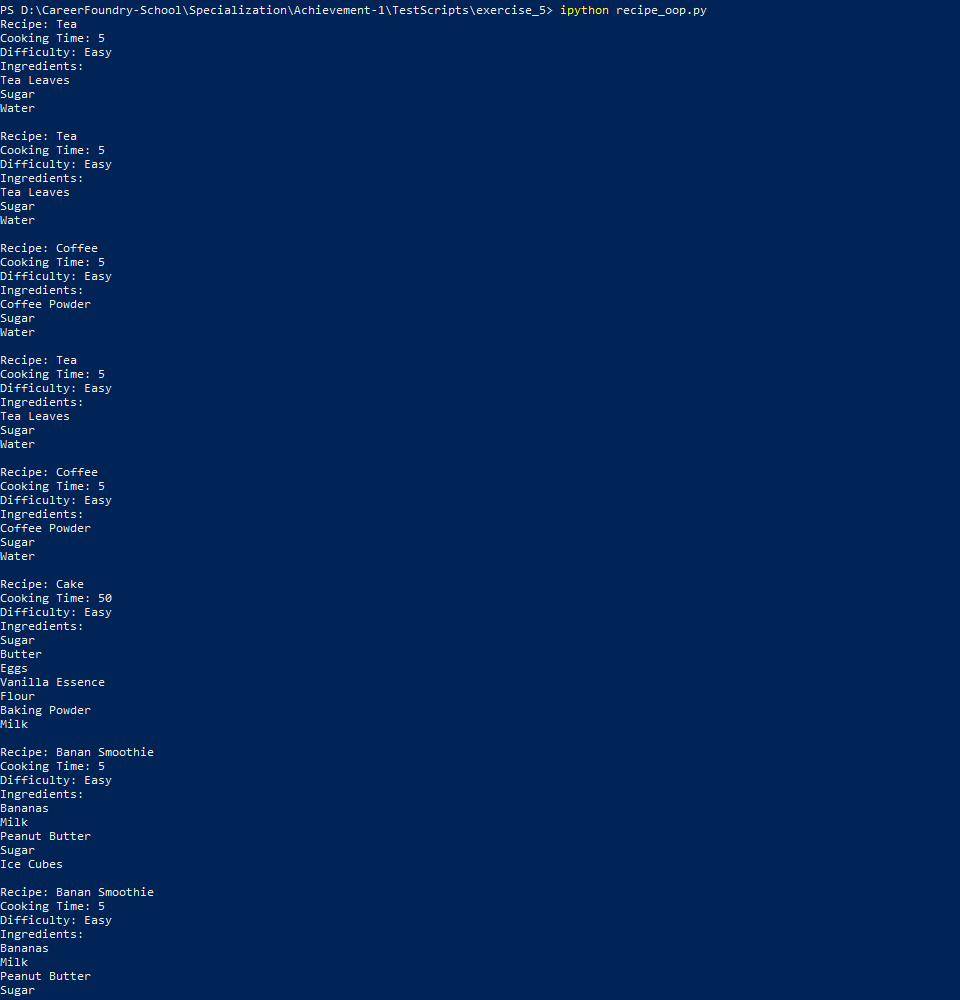 PS D:\CareerFoundry-School\Specialization\Achievement-1\TestScripts\exercise_5> ipython recipe_oop.py
Recipe: Tea
Cooking Time: 5
Difficulty: Easy
Ingredients:
Tea Leaves
Sugar
Water

Recipe: Tea
Cooking Time: 5
Difficulty: Easy
Ingredients:
Tea Leaves
Sugar
Water

Recipe: Coffee
Cooking Time: 5
Difficulty: Easy
Ingredients:
Coffee Powder
Sugar
Water

Recipe: Tea
Cooking Time: 5
Difficulty: Easy
Ingredients:
Tea Leaves
Sugar
Water

Recipe: Coffee
Cooking Time: 5
Difficulty: Easy
Ingredients:
Coffee Powder
Sugar
Water

Recipe: Cake
Cooking Time: 50
Difficulty: Easy
Ingredients:
Sugar
Butter
Eggs
Vanilla Essence
Flour
Baking Powder
Milk

Recipe: Banan Smoothie
Cooking Time: 5
Difficulty: Easy
Ingredients:
Bananas
Milk
Peanut Butter
Sugar
Ice Cubes

Recipe: Banan Smoothie
Cooking Time: 5
Difficulty: Easy
Ingredients:
Bananas
Milk
Peanut Butter
Sugar